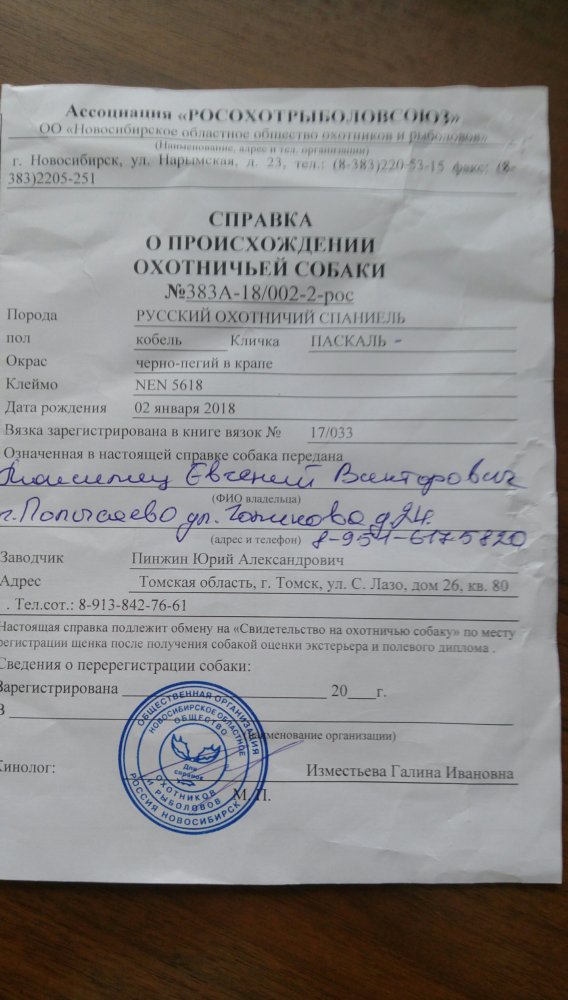 Ассоциация «РОСОХОТРЫБОЛОВСОЮЗ»
ОО «Новосибирское областное общество охотников и рыболовов»
(Наименование, адрес и тел. организации)
г. Новосибирск, ул. Нарымская, д. 23, тел.: (8-383)220-53-15 факс: (8-
383)2205-251
СПРАВКА
О ПРОИСХОЖДЕНИИ
ОХОТНИЧЬЕЙ СОБАКИ
№383А-18/002-2-рос
Порода РУССКИЙ ОХОТНИЧИЙ СПАНИЕЛЬ
пол кобель Кличка ПАСКАЛЬ -
Окрас черно-пегий в крапе
Клеймо NEN 5618
Дата рождения 02 января 2018
Вязка зарегистрирована в книге вязок № 17/033
Означенная в настоящей справке собака передана
Евгений Викторович
(ФИО владельца)
г. Полысаево ул. д. 24.
(адрес и телефон) 8-951-6175820
Заводчик Пинжин Юрий Александрович
Адрес Томская область, г. Томск, ул. С. Лазо, дом 26, кв. 80
. Тел.сот.: 8-913-842-76-61
Настоящая справка подлежит обмену на «Свидетельство на охотничью собаку» по месту
регистрации щенка после получения собакой оценки экстерьера и полевого диплома .
Сведения о перерегистрации собаки:
Зарегистрирована ____ 20___г.
В
(наименование организации)
Кинолог: Изместьева Галина Ивановна
М. П.
ОБЩЕСТВЕННАЯ ОРГАНИЗАЦИЯ
НОВОСИБИРСКОЕ ОБЛАСТНОЕ
ОБЩЕСТВО
Для
справок
ОХОТНИКОВ
И РЫБОЛОВОВ
РОССИЯ НОВОСИБИРСК